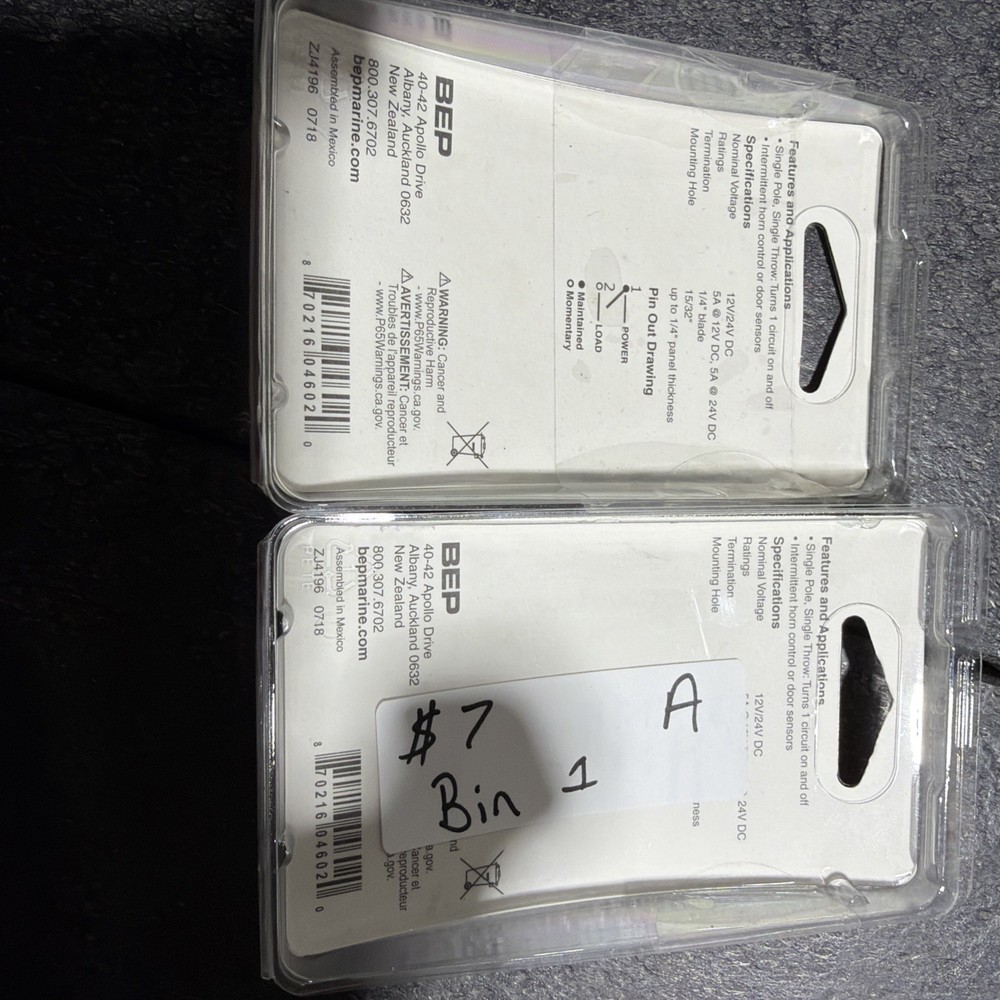 Features and Applications
• Single Pole, Single Throw: Turns 1 circuit on and off
• Intermittent horn control or door sensors
Specifications
Nominal Voltage 12V/24V DC
Ratings 5A @ 12V DC, 5A @ 24V DC
Termination 1/4" blade
Mounting Hole 15/32"
up to 1/4" panel thickness
Pin Out Drawing
1 POWER
2 LOAD
● Maintained
○ Momentary
BEP
40-42 Apollo Drive
Albany, Auckland 0632
New Zealand
800.307.6702
bepmarine.com
Assembled in Mexico
ZJ4196 0718
⚠WARNING: Cancer and
Reproductive Harm
- www.P65Warnings.ca.gov.
⚠AVERTISSEMENT: Cancer et
Troubles de l'appareil reproducteur
- www.P65Warnings.ca.gov.
8 70216 04602 0
Features and Applications
• Single Pole, Single Throw: Turns 1 circuit on and off
• Intermittent horn control or door sensors
Specifications
Nominal Voltage 12V/24V DC
Ratings 24V DC
Termination
Mounting Hole
ness
A
$7
1
Bin
BEP
40-42 Apollo Drive
Albany, Auckland 0632
New Zealand
800.307.6702
bepmarine.com
Assembled in Mexico
ZJ4196 0718
nd
a.gov.
ancer et
eproducteur
.gov.
8 70216 04602 0